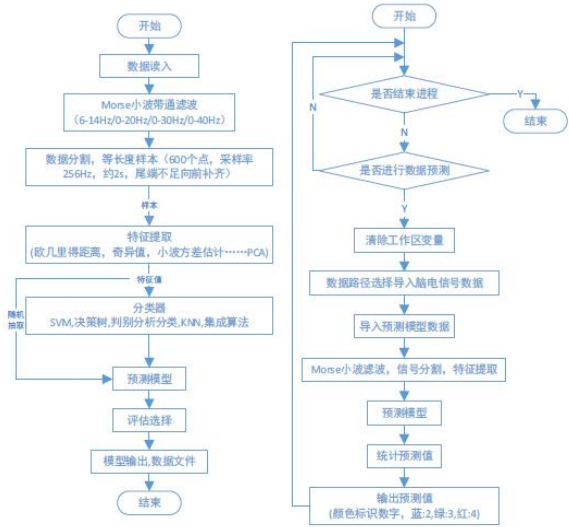 开始
数据读入
Morse小波带通滤波
（6-14Hz/0-20Hz/0-30Hz/0-40Hz）
数据分割，等长度样本（600个点，采样率
256Hz，约2s，尾端不足向前补齐）
样本
特征提取
(欧几里得距离，奇异值，小波方差估计……PCA)
特征值
随机
抽取
分类器
SVM,决策树,判别分析分类,KNN,集成算法
预测模型
评估选择
模型输出,数据文件
结束
开始
是否结束进程
Y
结束
N
N
是否进行数据预测
Y
清除工作区变量
数据路径选择导入脑电信号数据
导入预测模型数据
Morse小波滤波，信号分割，特征提取
预测模型
统计预测值
输出预测值
(颜色标识数字，蓝:2,绿:3,红:4)